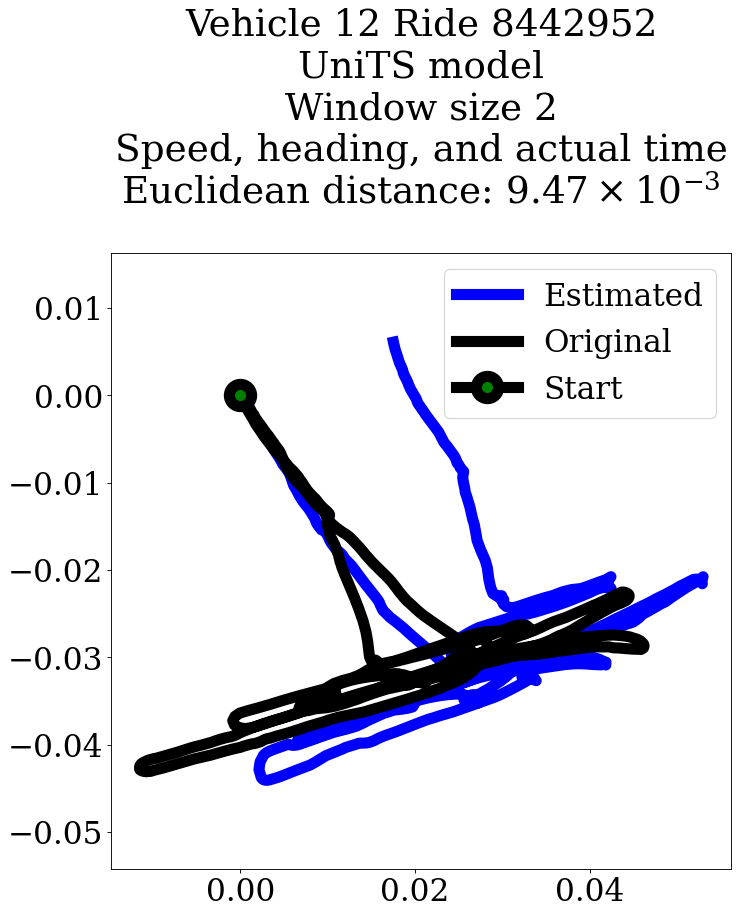 Vehicle 12 Ride 8442952
UniTS model
Window size 2
Speed, heading, and actual time
Euclidean distance: 9.47 × 10⁻³
Estimated
Original
Start
0.01
0.00
−0.01
−0.02
−0.03
−0.04
−0.05
0.00 0.02 0.04